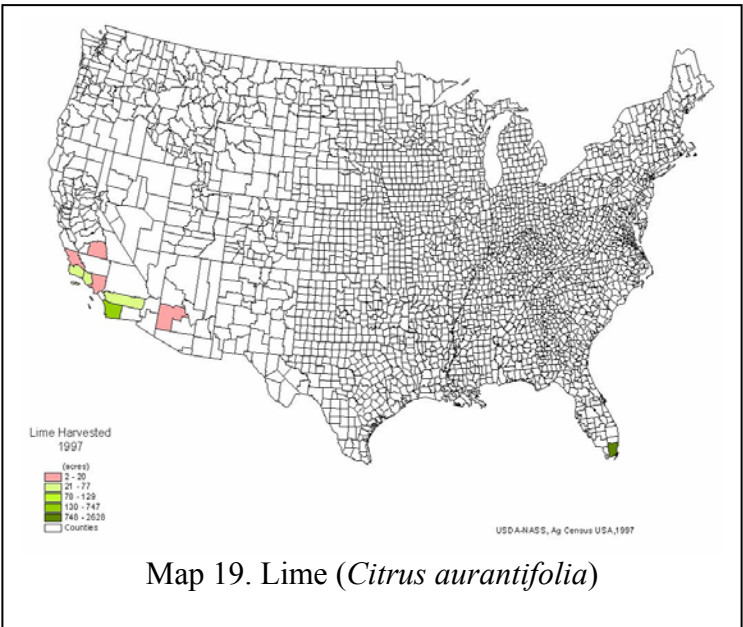 Lime Harvested
1997
(acres)
2 - 20
21 - 77
78 - 129
130 - 747
748 - 2628
Counties
USDA-NASS, Ag Census USA,1997
Map 19. Lime (Citrus aurantifolia)